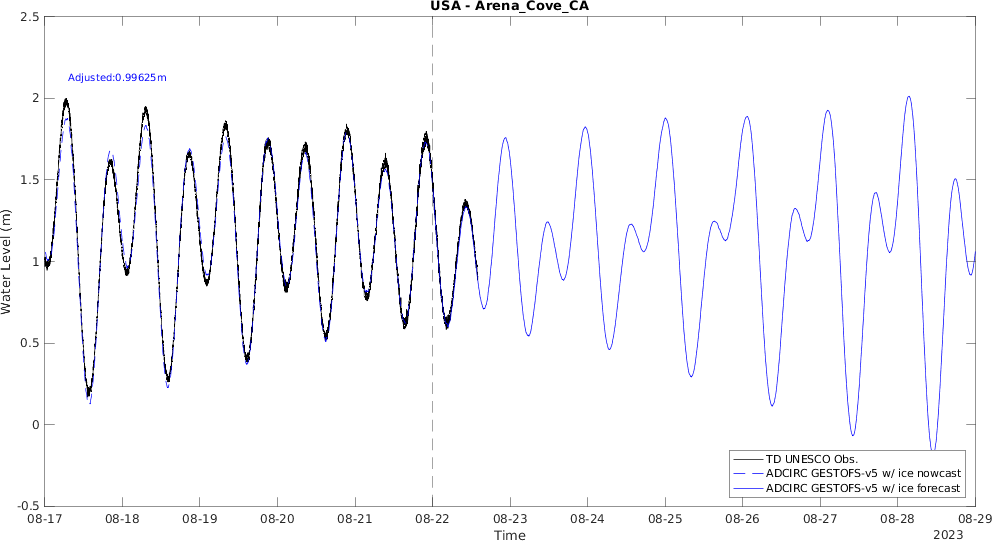 USA - Arena_Cove_CA
2.5
2
1.5
1
0.5
0
-0.5
Water Level (m)
Adjusted:0.99625m
TD UNESCO Obs.
ADCIRC GESTOFS-v5 w/ ice nowcast
ADCIRC GESTOFS-v5 w/ ice forecast
08-17 08-18 08-19 08-20 08-21 08-22 08-23 08-24 08-25 08-26 08-27 08-28 08-29
Time
2023